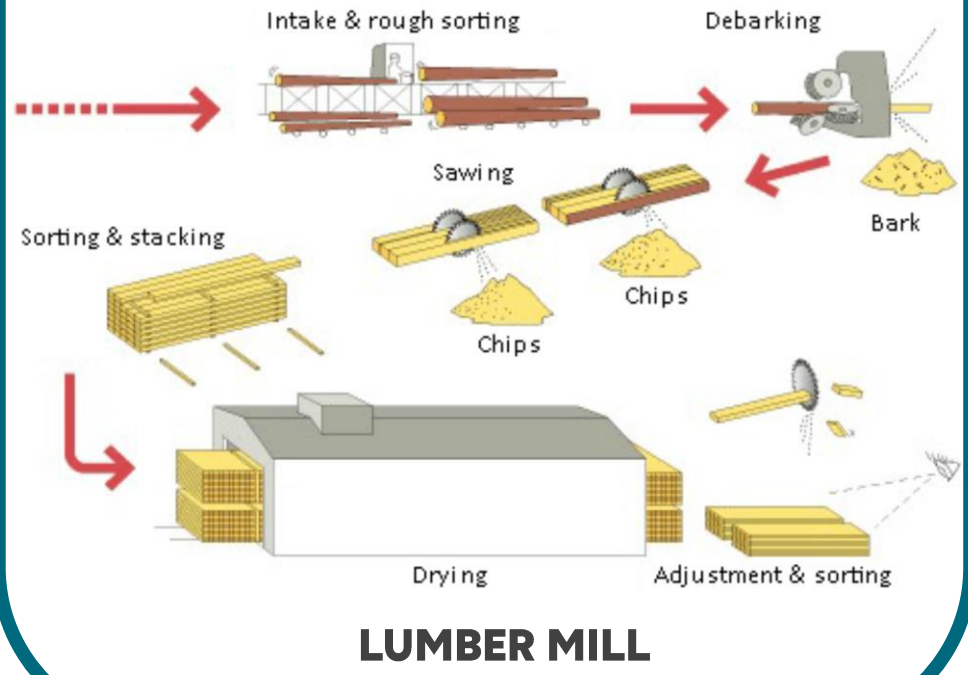 Intake & rough sorting
Debarking
Sawing
Bark
Sorting & stacking
Chips
Chips
Drying
Adjustment & sorting
LUMBER MILL